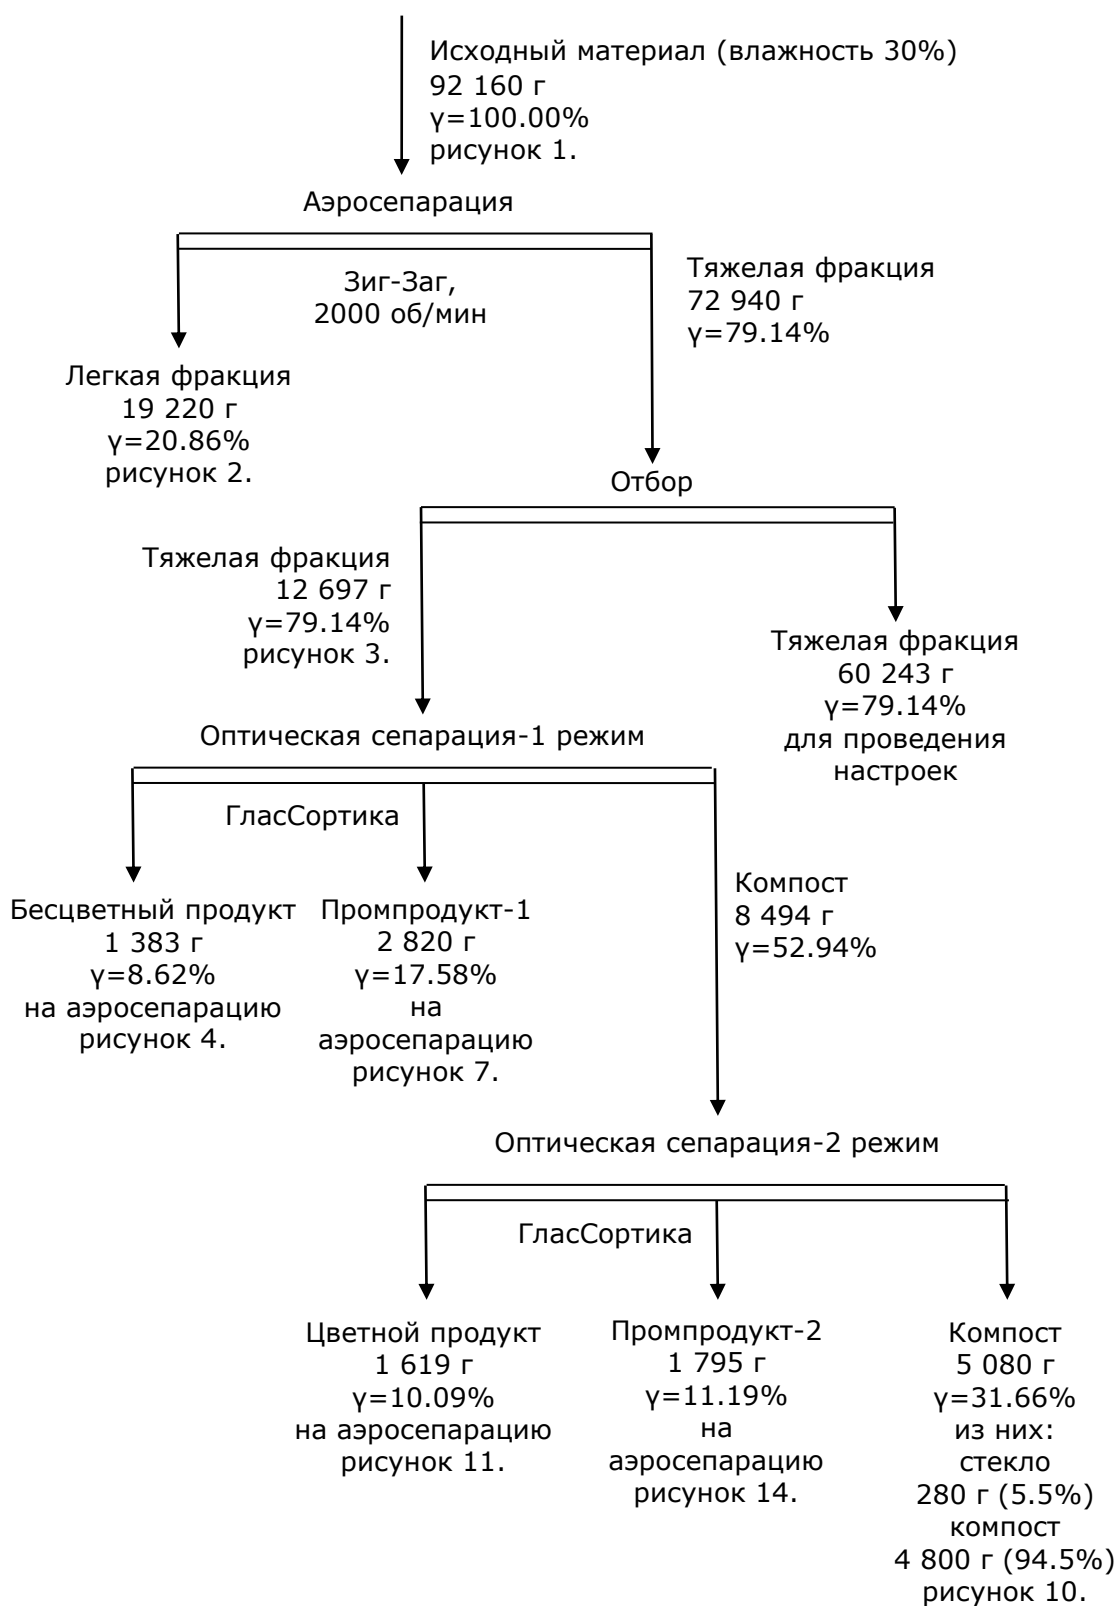 Исходный материал (влажность 30%)
92 160 г
γ=100.00%
рисунок 1.
Аэросепарация
Зиг-Заг,
2000 об/мин
Тяжелая фракция
72 940 г
γ=79.14%
Легкая фракция
19 220 г
γ=20.86%
рисунок 2.
Отбор
Тяжелая фракция
12 697 г
γ=79.14%
рисунок 3.
Тяжелая фракция
60 243 г
γ=79.14%
для проведения
настроек
Оптическая сепарация-1 режим
ГласСортика
Бесцветный продукт
1 383 г
γ=8.62%
на аэросепарацию
рисунок 4.
Промпродукт-1
2 820 г
γ=17.58%
на
аэросепарацию
рисунок 7.
Компост
8 494 г
γ=52.94%
Оптическая сепарация-2 режим
ГласСортика
Цветной продукт
1 619 г
γ=10.09%
на аэросепарацию
рисунок 11.
Промпродукт-2
1 795 г
γ=11.19%
на
аэросепарацию
рисунок 14.
Компост
5 080 г
γ=31.66%
из них:
стекло
280 г (5.5%)
компост
4 800 г (94.5%)
рисунок 10.